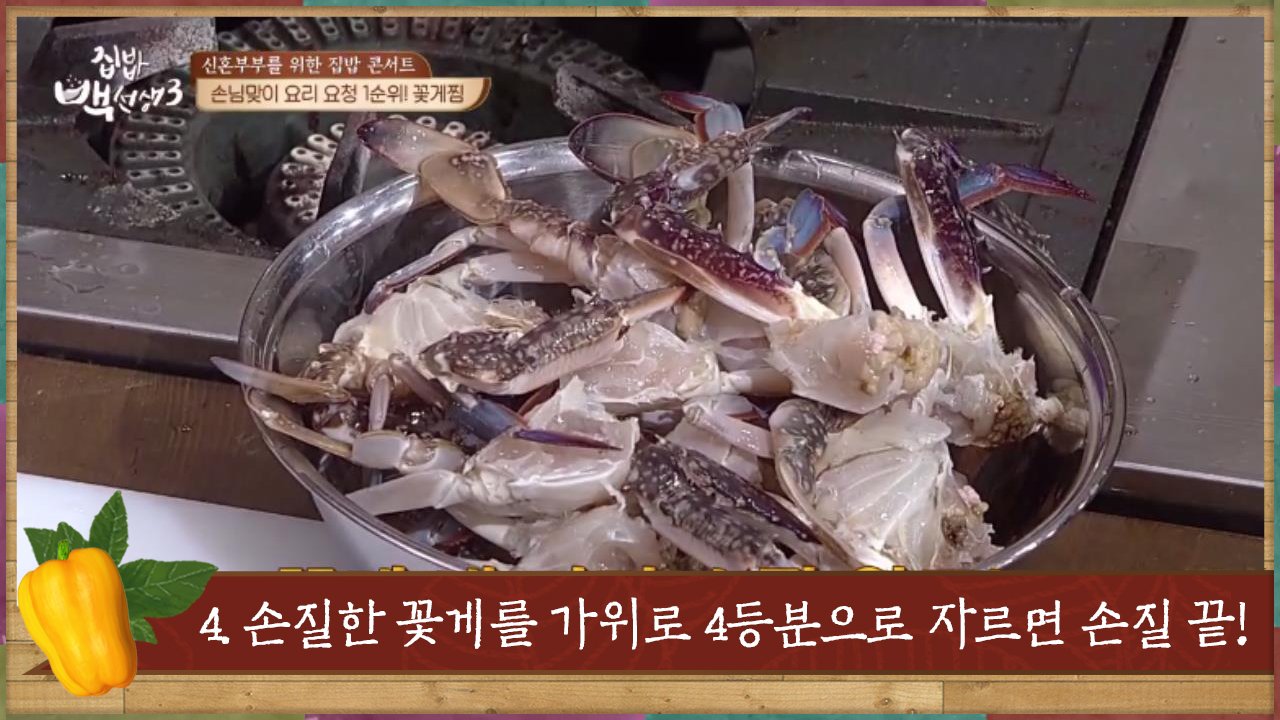 집밥
백선생3
신혼부부를 위한 집밥 콘서트
손님맞이 요리 요청 1순위! 꽃게찜
4. 손질한 꽃게를 가위로 4등분으로 자르면 손질 끝!